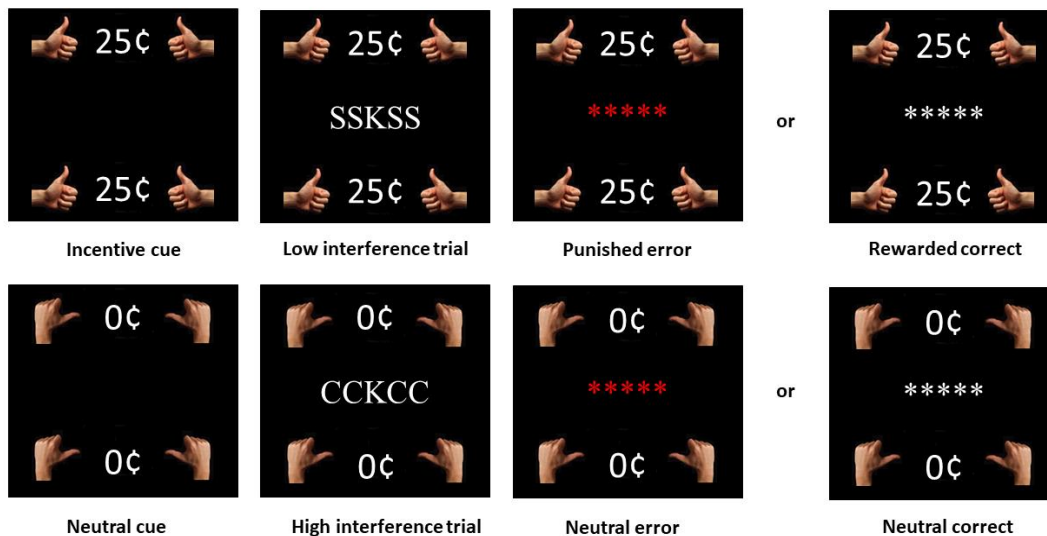 25¢ 25¢ 25¢ 25¢
SSKSS ***** or *****
25¢ 25¢ 25¢ 25¢
Incentive cue Low interference trial Punished error Rewarded correct
0¢ 0¢ 0¢ 0¢
CCKCC ***** or *****
0¢ 0¢ 0¢ 0¢
Neutral cue High interference trial Neutral error Neutral correct